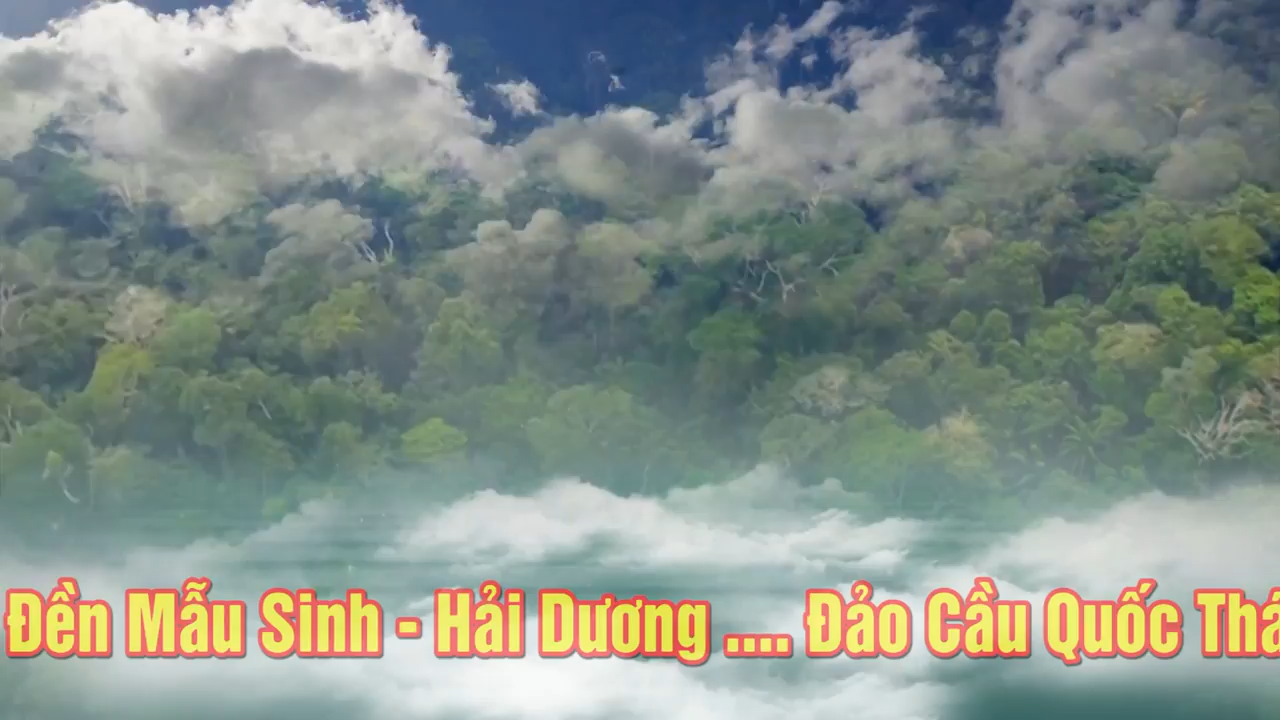 Đền Mẫu Sinh - Hải Dương .... Đảo Cầu Quốc